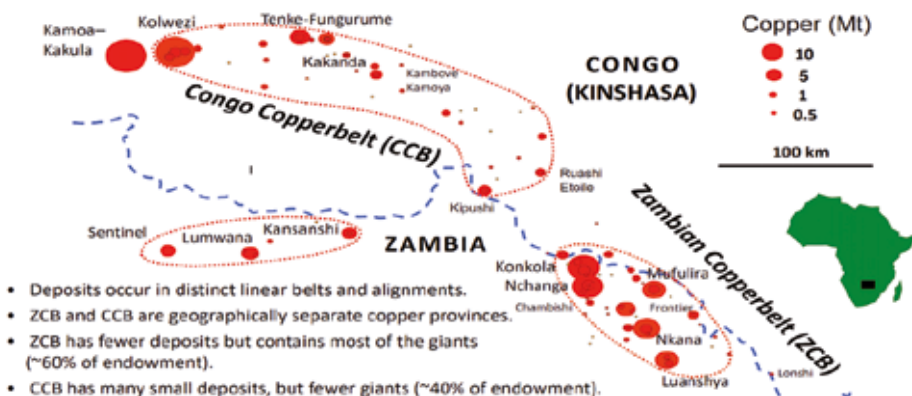 Kamoa–
Kakula
Kolwezi
Tenke-Fungurume
Kakanda
Kambove
Kamoya
CONGO
(KINSHASA)
Copper (Mt)
10
5
1
0.5
100 km
Congo Copperbelt (CCB)
Ruashi
Etoile
Kipushi
Sentinel
Lumwana
Kansanshi
ZAMBIA
Zambian Copperbelt (ZCB)
Konkola
Nchanga
Mufulira
Chambishi
Frontier
Nkana
Luanshya
Lonshi
• Deposits occur in distinct linear belts and alignments.
• ZCB and CCB are geographically separate copper provinces.
• ZCB has fewer deposits but contains most of the giants
(~60% of endowment).
• CCB has many small deposits, but fewer giants (~40% of endowment).